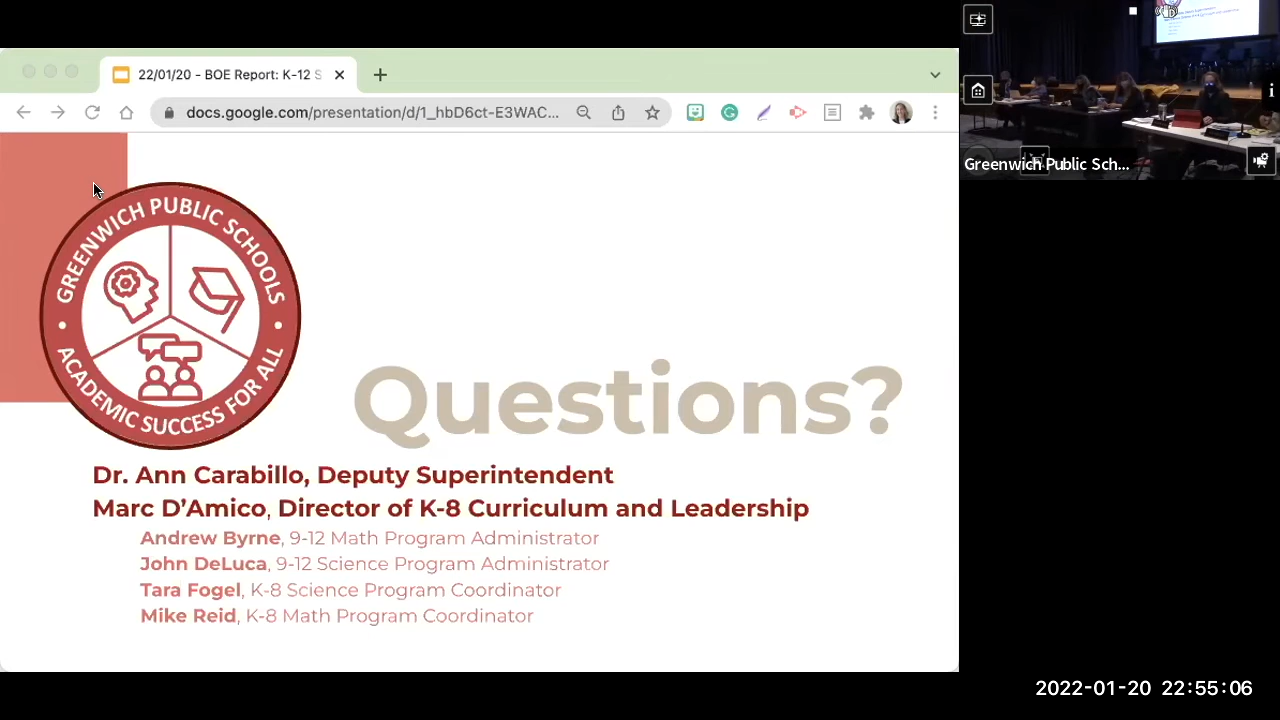 22/01/20 - BOE Report: K-12 S
docs.google.com/presentation/d/1_hbD6ct-E3WAC...
GREENWICH PUBLIC SCHOOLS
ACADEMIC SUCCESS FOR ALL
Questions?
Dr. Ann Carabillo, Deputy Superintendent
Marc D’Amico, Director of K-8 Curriculum and Leadership
Andrew Byrne, 9-12 Math Program Administrator
John DeLuca, 9-12 Science Program Administrator
Tara Fogel, K-8 Science Program Coordinator
Mike Reid, K-8 Math Program Coordinator
Greenwich Public Sch...
2022-01-20 22:55:06